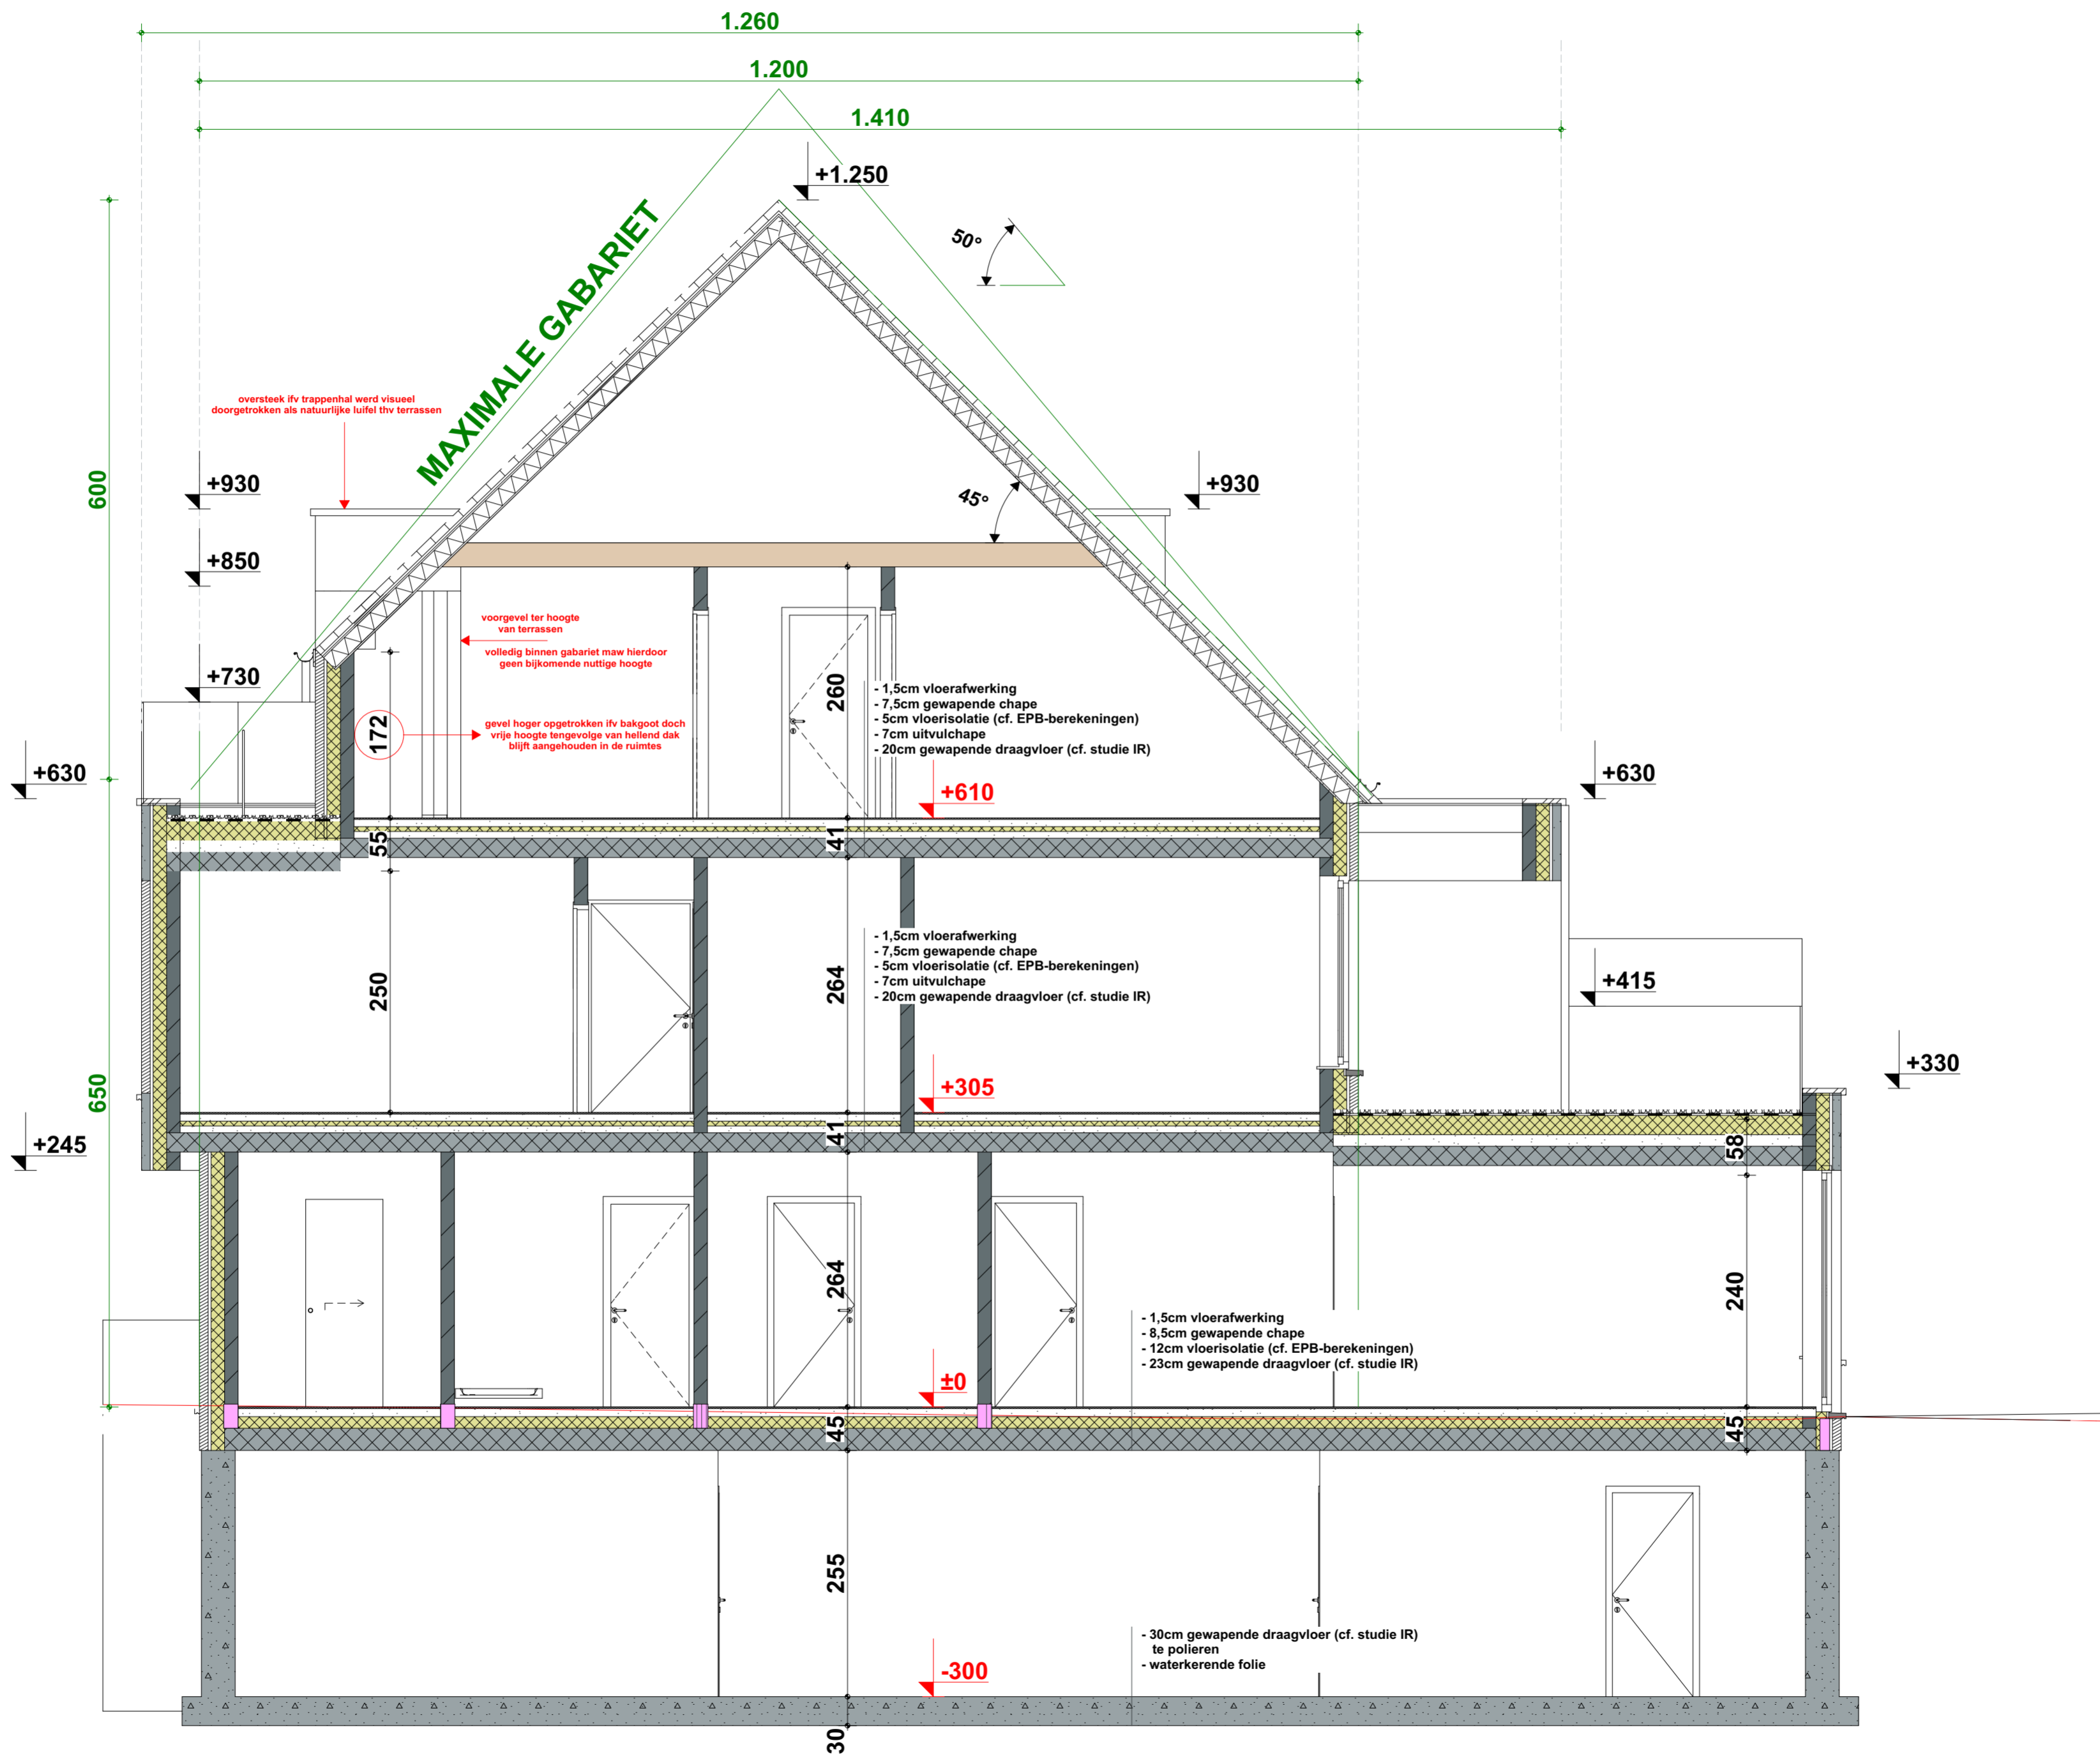 1.260
1.200
1.410
+1.250
50°
MAXIMALE GABARIET
oversteek ifv trappenhal werd visueel
doorgetrokken als natuurlijke luifel thv terrassen
600
+930
+930
45°
+850
voorgevel ter hoogte
van terrassen
volledig binnen gabariet maw hierdoor
geen bijkomende nuttige hoogte
+730
260
- 1,5cm vloerafwerking
- 7,5cm gewapende chape
- 5cm vloerisolatie (cf. EPB-berekeningen)
- 7cm uitvulchape
- 20cm gewapende draagvloer (cf. studie IR)
172
gevel hoger opgetrokken ifv bakgoot doch
vrije hoogte tengevolge van hellend dak
blijft aangehouden in de ruimtes
+630
+610
+630
55
41
- 1,5cm vloerafwerking
- 7,5cm gewapende chape
- 5cm vloerisolatie (cf. EPB-berekeningen)
- 7cm uitvulchape
- 20cm gewapende draagvloer (cf. studie IR)
250
264
+415
+330
650
+305
+245
41
58
264
240
- 1,5cm vloerafwerking
- 8,5cm gewapende chape
- 12cm vloerisolatie (cf. EPB-berekeningen)
- 23cm gewapende draagvloer (cf. studie IR)
±0
45
45
255
- 30cm gewapende draagvloer (cf. studie IR)
te polieren
- waterkerende folie
-300
30